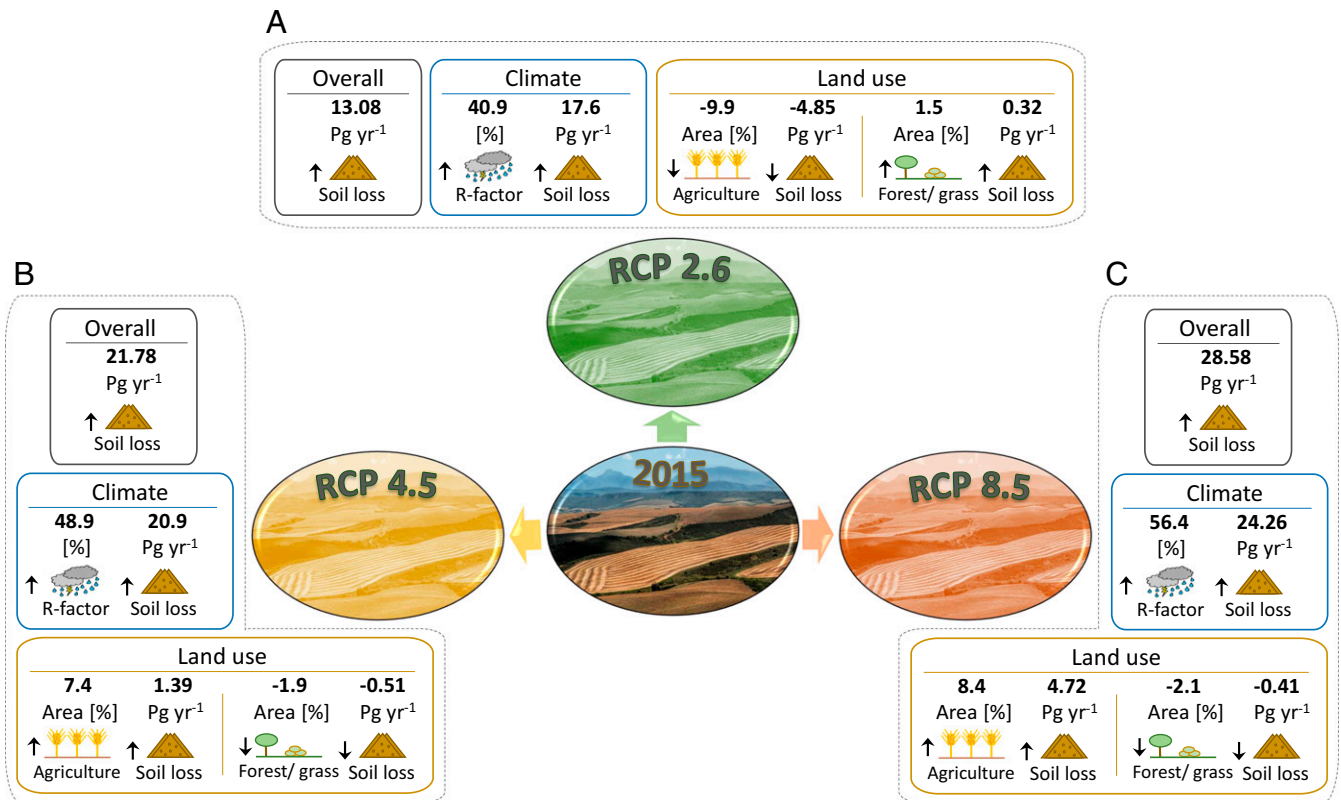 A
Overall
13.08
Pg yr-1
↑
Soil loss
Climate
40.9 17.6
[%] Pg yr-1
↑ ↑
R-factor Soil loss
Land use
-9.9 -4.85 1.5 0.32
Area [%] Pg yr-1 Area [%] Pg yr-1
↓ ↓ ↑ ↑
Agriculture Soil loss Forest/ grass Soil loss
RCP 2.6
B
Overall
21.78
Pg yr-1
↑
Soil loss
Climate
48.9 20.9
[%] Pg yr-1
↑ ↑
R-factor Soil loss
Land use
7.4 1.39 -1.9 -0.51
Area [%] Pg yr-1 Area [%] Pg yr-1
↑ ↑ ↓ ↓
Agriculture Soil loss Forest/ grass Soil loss
RCP 4.5
2015
RCP 8.5
C
Overall
28.58
Pg yr-1
↑
Soil loss
Climate
56.4 24.26
[%] Pg yr-1
↑ ↑
R-factor Soil loss
Land use
8.4 4.72 -2.1 -0.41
Area [%] Pg yr-1 Area [%] Pg yr-1
↑ ↑ ↓ ↓
Agriculture Soil loss Forest/ grass Soil loss